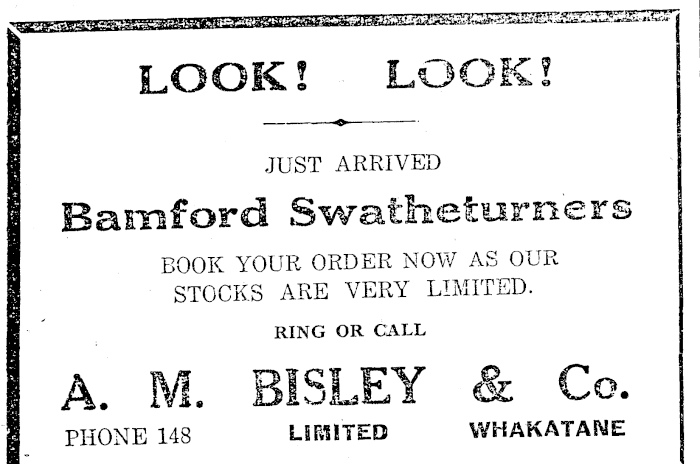 LOOK! LOOK!
JUST ARRIVED
Bamford Swatheturners
BOOK YOUR ORDER NOW AS OUR
STOCKS ARE VERY LIMITED.
RING OR CALL
A. M. BISLEY & Co.
PHONE 148 LIMITED WHAKATANE